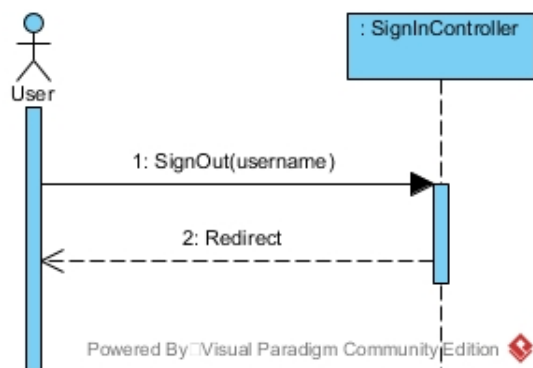 : SignInController
User
1: SignOut(username)
2: Redirect
Powered By Visual Paradigm Community Edition